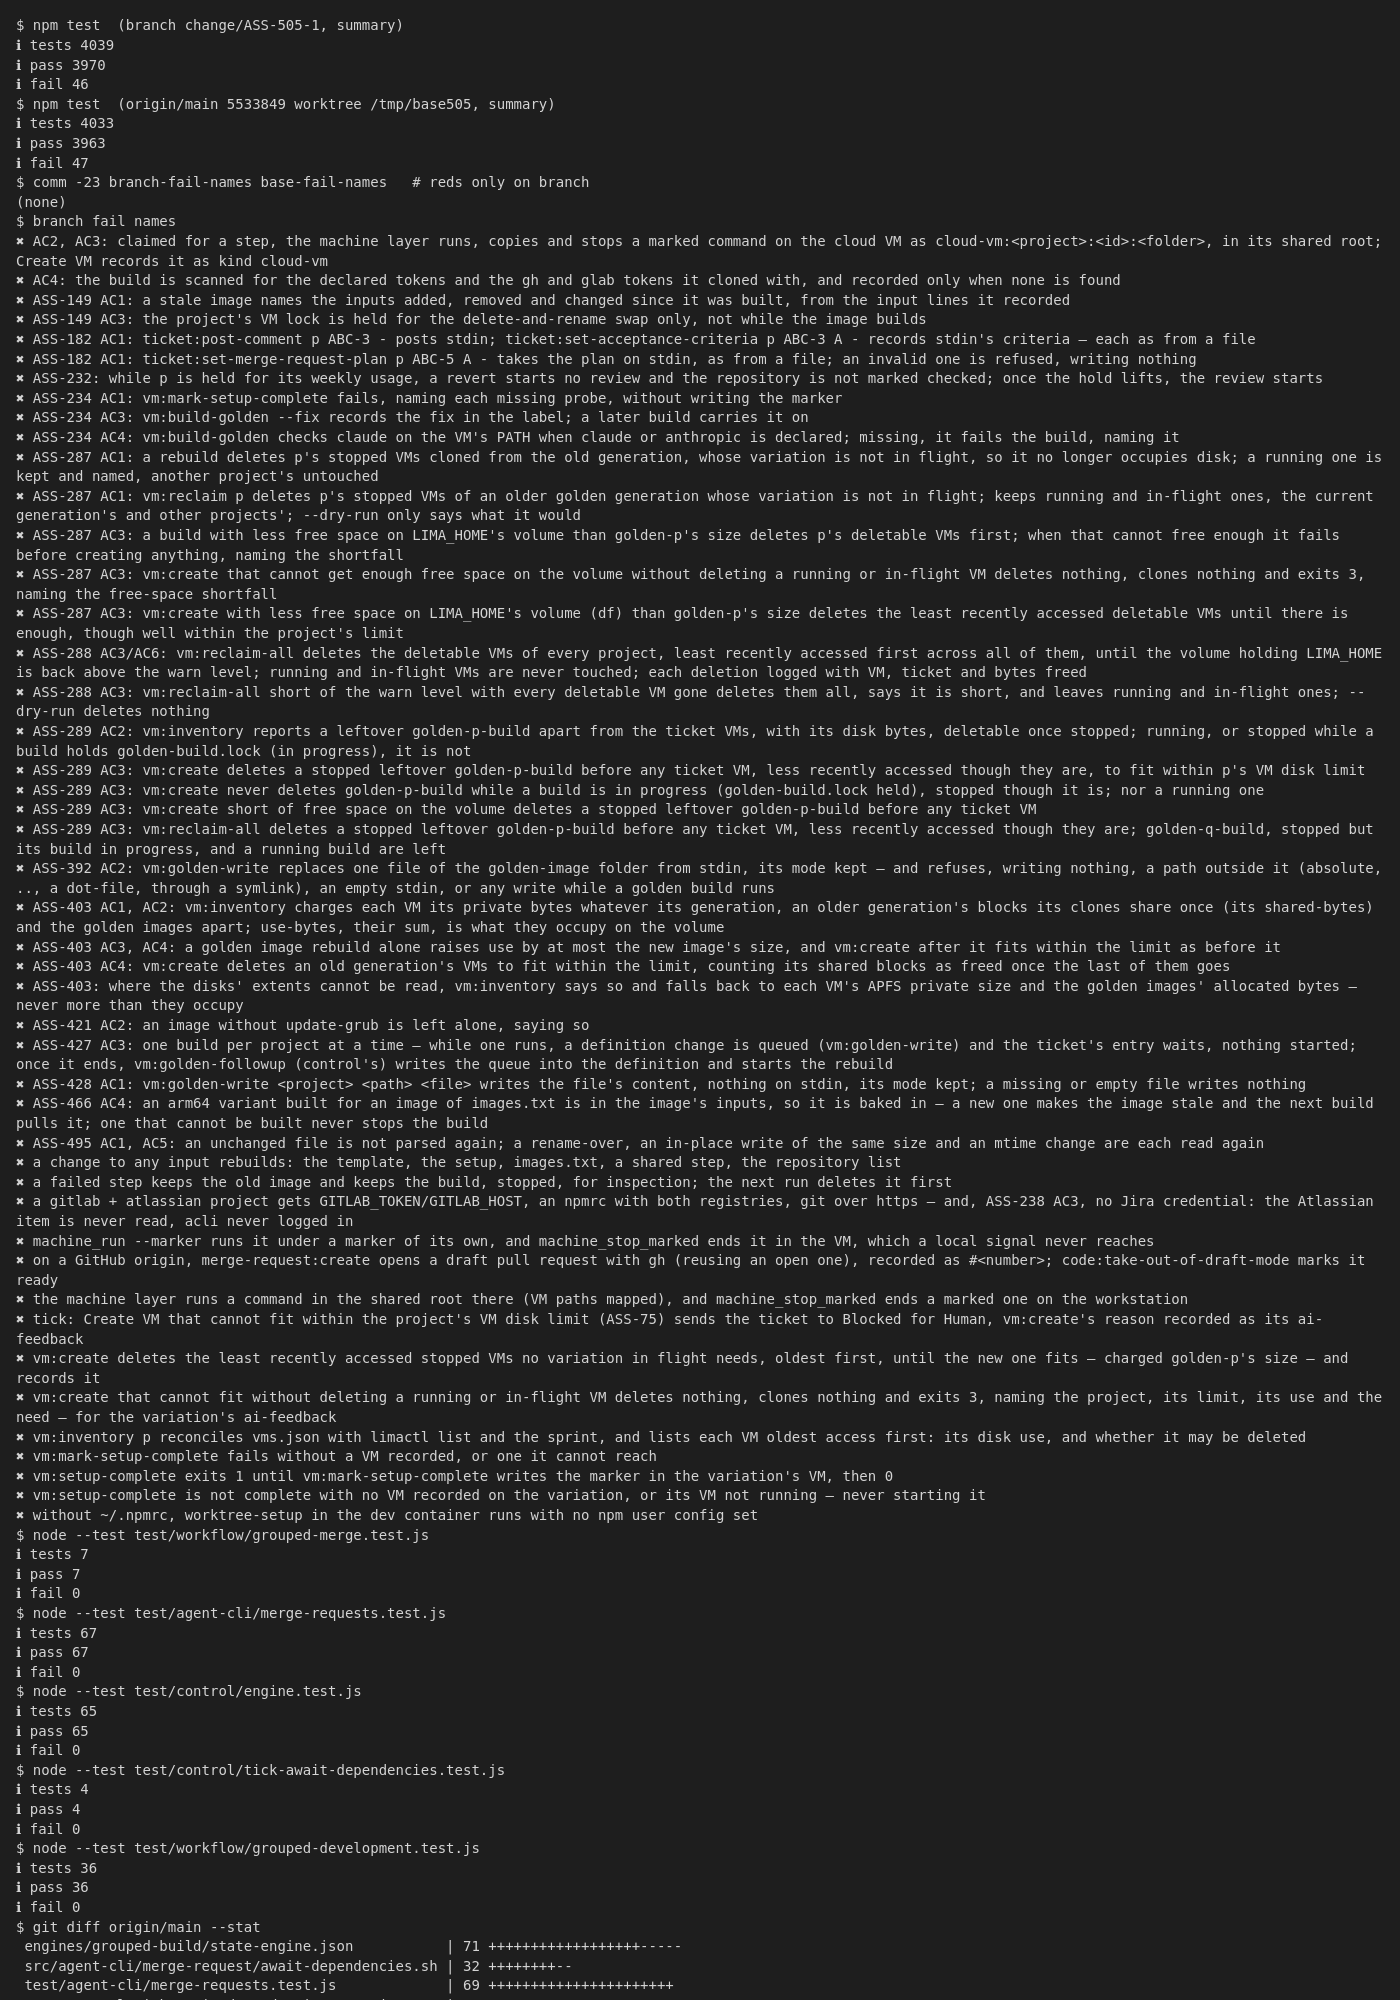 $ npm test  (branch change/ASS-505-1, summary)
ℹ tests 4039
ℹ pass 3970
ℹ fail 46
$ npm test  (origin/main 5533849 worktree /tmp/base505, summary)
ℹ tests 4033
ℹ pass 3963
ℹ fail 47
$ comm -23 branch-fail-names base-fail-names   # reds only on branch
(none)
$ branch fail names
✖ AC2, AC3: claimed for a step, the machine layer runs, copies and stops a marked command on the cloud VM as cloud-vm:<project>:<id>:<folder>, in its shared root;
Create VM records it as kind cloud-vm
✖ AC4: the build is scanned for the declared tokens and the gh and glab tokens it cloned with, and recorded only when none is found
✖ ASS-149 AC1: a stale image names the inputs added, removed and changed since it was built, from the input lines it recorded
✖ ASS-149 AC3: the project's VM lock is held for the delete-and-rename swap only, not while the image builds
✖ ASS-182 AC1: ticket:post-comment p ABC-3 - posts stdin; ticket:set-acceptance-criteria p ABC-3 A - records stdin's criteria — each as from a file
✖ ASS-182 AC1: ticket:set-merge-request-plan p ABC-5 A - takes the plan on stdin, as from a file; an invalid one is refused, writing nothing
✖ ASS-232: while p is held for its weekly usage, a revert starts no review and the repository is not marked checked; once the hold lifts, the review starts
✖ ASS-234 AC1: vm:mark-setup-complete fails, naming each missing probe, without writing the marker
✖ ASS-234 AC3: vm:build-golden --fix records the fix in the label; a later build carries it on
✖ ASS-234 AC4: vm:build-golden checks claude on the VM's PATH when claude or anthropic is declared; missing, it fails the build, naming it
✖ ASS-287 AC1: a rebuild deletes p's stopped VMs cloned from the old generation, whose variation is not in flight, so it no longer occupies disk; a running one is
kept and named, another project's untouched
✖ ASS-287 AC1: vm:reclaim p deletes p's stopped VMs of an older golden generation whose variation is not in flight; keeps running and in-flight ones, the current
generation's and other projects'; --dry-run only says what it would
✖ ASS-287 AC3: a build with less free space on LIMA_HOME's volume than golden-p's size deletes p's deletable VMs first; when that cannot free enough it fails
before creating anything, naming the shortfall
✖ ASS-287 AC3: vm:create that cannot get enough free space on the volume without deleting a running or in-flight VM deletes nothing, clones nothing and exits 3,
naming the free-space shortfall
✖ ASS-287 AC3: vm:create with less free space on LIMA_HOME's volume (df) than golden-p's size deletes the least recently accessed deletable VMs until there is
enough, though well within the project's limit
✖ ASS-288 AC3/AC6: vm:reclaim-all deletes the deletable VMs of every project, least recently accessed first across all of them, until the volume holding LIMA_HOME
is back above the warn level; running and in-flight VMs are never touched; each deletion logged with VM, ticket and bytes freed
✖ ASS-288 AC3: vm:reclaim-all short of the warn level with every deletable VM gone deletes them all, says it is short, and leaves running and in-flight ones; --
dry-run deletes nothing
✖ ASS-289 AC2: vm:inventory reports a leftover golden-p-build apart from the ticket VMs, with its disk bytes, deletable once stopped; running, or stopped while a
build holds golden-build.lock (in progress), it is not
✖ ASS-289 AC3: vm:create deletes a stopped leftover golden-p-build before any ticket VM, less recently accessed though they are, to fit within p's VM disk limit
✖ ASS-289 AC3: vm:create never deletes golden-p-build while a build is in progress (golden-build.lock held), stopped though it is; nor a running one
✖ ASS-289 AC3: vm:create short of free space on the volume deletes a stopped leftover golden-p-build before any ticket VM
✖ ASS-289 AC3: vm:reclaim-all deletes a stopped leftover golden-p-build before any ticket VM, less recently accessed though they are; golden-q-build, stopped but
its build in progress, and a running build are left
✖ ASS-392 AC2: vm:golden-write replaces one file of the golden-image folder from stdin, its mode kept — and refuses, writing nothing, a path outside it (absolute,
.., a dot-file, through a symlink), an empty stdin, or any write while a golden build runs
✖ ASS-403 AC1, AC2: vm:inventory charges each VM its private bytes whatever its generation, an older generation's blocks its clones share once (its shared-bytes)
and the golden images apart; use-bytes, their sum, is what they occupy on the volume
✖ ASS-403 AC3, AC4: a golden image rebuild alone raises use by at most the new image's size, and vm:create after it fits within the limit as before it
✖ ASS-403 AC4: vm:create deletes an old generation's VMs to fit within the limit, counting its shared blocks as freed once the last of them goes
✖ ASS-403: where the disks' extents cannot be read, vm:inventory says so and falls back to each VM's APFS private size and the golden images' allocated bytes —
never more than they occupy
✖ ASS-421 AC2: an image without update-grub is left alone, saying so
✖ ASS-427 AC3: one build per project at a time — while one runs, a definition change is queued (vm:golden-write) and the ticket's entry waits, nothing started;
once it ends, vm:golden-followup (control's) writes the queue into the definition and starts the rebuild
✖ ASS-428 AC1: vm:golden-write <project> <path> <file> writes the file's content, nothing on stdin, its mode kept; a missing or empty file writes nothing
✖ ASS-466 AC4: an arm64 variant built for an image of images.txt is in the image's inputs, so it is baked in — a new one makes the image stale and the next build
pulls it; one that cannot be built never stops the build
✖ ASS-495 AC1, AC5: an unchanged file is not parsed again; a rename-over, an in-place write of the same size and an mtime change are each read again
✖ a change to any input rebuilds: the template, the setup, images.txt, a shared step, the repository list
✖ a failed step keeps the old image and keeps the build, stopped, for inspection; the next run deletes it first
✖ a gitlab + atlassian project gets GITLAB_TOKEN/GITLAB_HOST, an npmrc with both registries, git over https — and, ASS-238 AC3, no Jira credential: the Atlassian
item is never read, acli never logged in
✖ machine_run --marker runs it under a marker of its own, and machine_stop_marked ends it in the VM, which a local signal never reaches
✖ on a GitHub origin, merge-request:create opens a draft pull request with gh (reusing an open one), recorded as #<number>; code:take-out-of-draft-mode marks it
ready
✖ the machine layer runs a command in the shared root there (VM paths mapped), and machine_stop_marked ends a marked one on the workstation
✖ tick: Create VM that cannot fit within the project's VM disk limit (ASS-75) sends the ticket to Blocked for Human, vm:create's reason recorded as its ai-
feedback
✖ vm:create deletes the least recently accessed stopped VMs no variation in flight needs, oldest first, until the new one fits — charged golden-p's size — and
records it
✖ vm:create that cannot fit without deleting a running or in-flight VM deletes nothing, clones nothing and exits 3, naming the project, its limit, its use and the
need — for the variation's ai-feedback
✖ vm:inventory p reconciles vms.json with limactl list and the sprint, and lists each VM oldest access first: its disk use, and whether it may be deleted
✖ vm:mark-setup-complete fails without a VM recorded, or one it cannot reach
✖ vm:setup-complete exits 1 until vm:mark-setup-complete writes the marker in the variation's VM, then 0
✖ vm:setup-complete is not complete with no VM recorded on the variation, or its VM not running — never starting it
✖ without ~/.npmrc, worktree-setup in the dev container runs with no npm user config set
$ node --test test/workflow/grouped-merge.test.js
ℹ tests 7
ℹ pass 7
ℹ fail 0
$ node --test test/agent-cli/merge-requests.test.js
ℹ tests 67
ℹ pass 67
ℹ fail 0
$ node --test test/control/engine.test.js
ℹ tests 65
ℹ pass 65
ℹ fail 0
$ node --test test/control/tick-await-dependencies.test.js
ℹ tests 4
ℹ pass 4
ℹ fail 0
$ node --test test/workflow/grouped-development.test.js
ℹ tests 36
ℹ pass 36
ℹ fail 0
$ git diff origin/main --stat
 engines/grouped-build/state-engine.json           | 71 ++++++++++++++++++-----
 src/agent-cli/merge-request/await-dependencies.sh | 32 ++++++++--
 test/agent-cli/merge-requests.test.js             | 69 ++++++++++++++++++++++